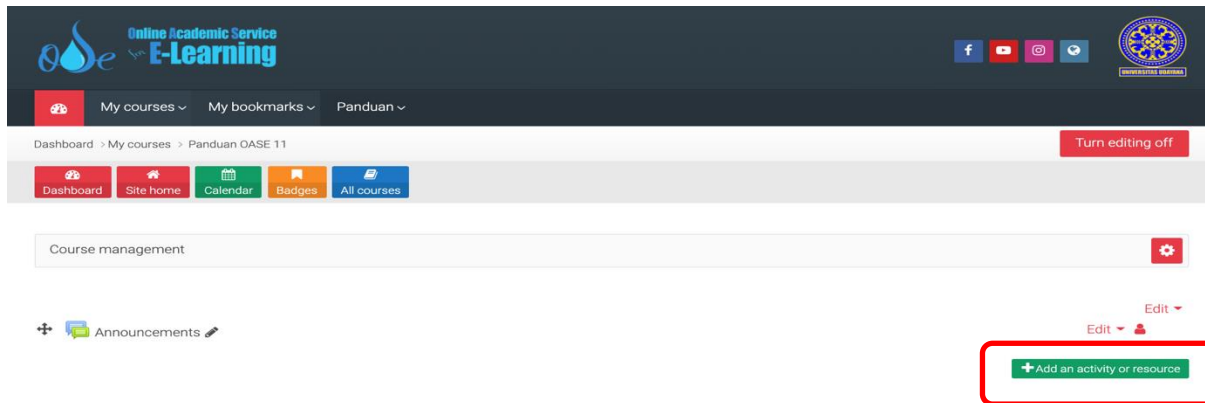 OASe
Online Academic Service
E-Learning
UNIVERSITAS UDAYANA
My courses
My bookmarks
Panduan
Dashboard > My courses > Panduan OASE 11
Turn editing off
Dashboard
Site home
Calendar
Badges
All courses
Course management
Edit
Announcements
Edit
Add an activity or resource